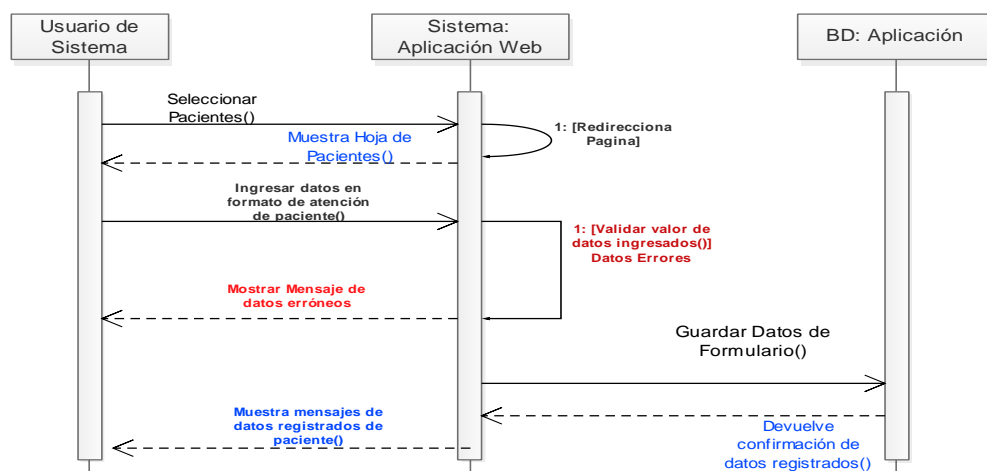 Usuario de
Sistema
Sistema:
Aplicación Web
BD: Aplicación
Seleccionar
Pacientes()
1: [Redirecciona
Pagina]
Muestra Hoja de
Pacientes()
Ingresar datos en
formato de atención
de paciente()
1: [Validar valor de
datos ingresados()]
Datos Errores
Mostrar Mensaje de
datos erróneos
Guardar Datos de
Formulario()
Muestra mensajes de
datos registrados de
paciente()
Devuelve
confirmación de
datos registrados()